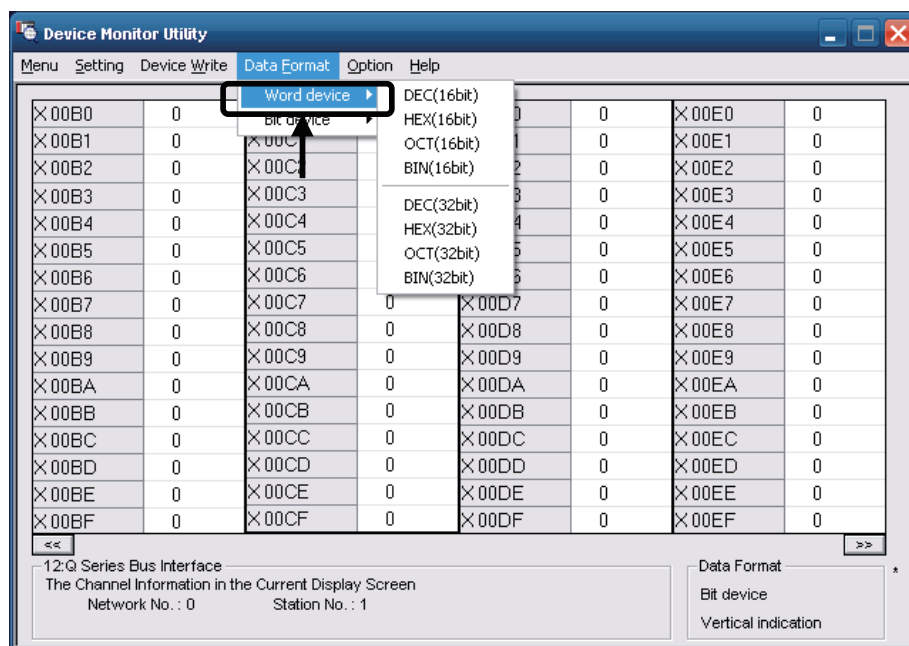 Device Monitor Utility
Menu Setting Device Write Data Format Option Help
Word device
Bit device
DEC(16bit)
HEX(16bit)
OCT(16bit)
BIN(16bit)
DEC(32bit)
HEX(32bit)
OCT(32bit)
BIN(32bit)
X00B0 0 0 X00E0 0
X00B1 0 0 X00E1 0
X00B2 0 X00C2 0 X00E2 0
X00B3 0 X00C3 0 X00E3 0
X00B4 0 X00C4 0 X00E4 0
X00B5 0 X00C5 0 X00E5 0
X00B6 0 X00C6 0 X00E6 0
X00B7 0 X00C7 0 X00D7 0 X00E7 0
X00B8 0 X00C8 0 X00D8 0 X00E8 0
X00B9 0 X00C9 0 X00D9 0 X00E9 0
X00BA 0 X00CA 0 X00DA 0 X00EA 0
X00BB 0 X00CB 0 X00DB 0 X00EB 0
X00BC 0 X00CC 0 X00DC 0 X00EC 0
X00BD 0 X00CD 0 X00DD 0 X00ED 0
X00BE 0 X00CE 0 X00DE 0 X00EE 0
X00BF 0 X00CF 0 X00DF 0 X00EF 0
<< >>
12:Q Series Bus Interface
The Channel Information in the Current Display Screen
Network No. : 0 Station No. : 1
Data Format *
Bit device
Vertical indication